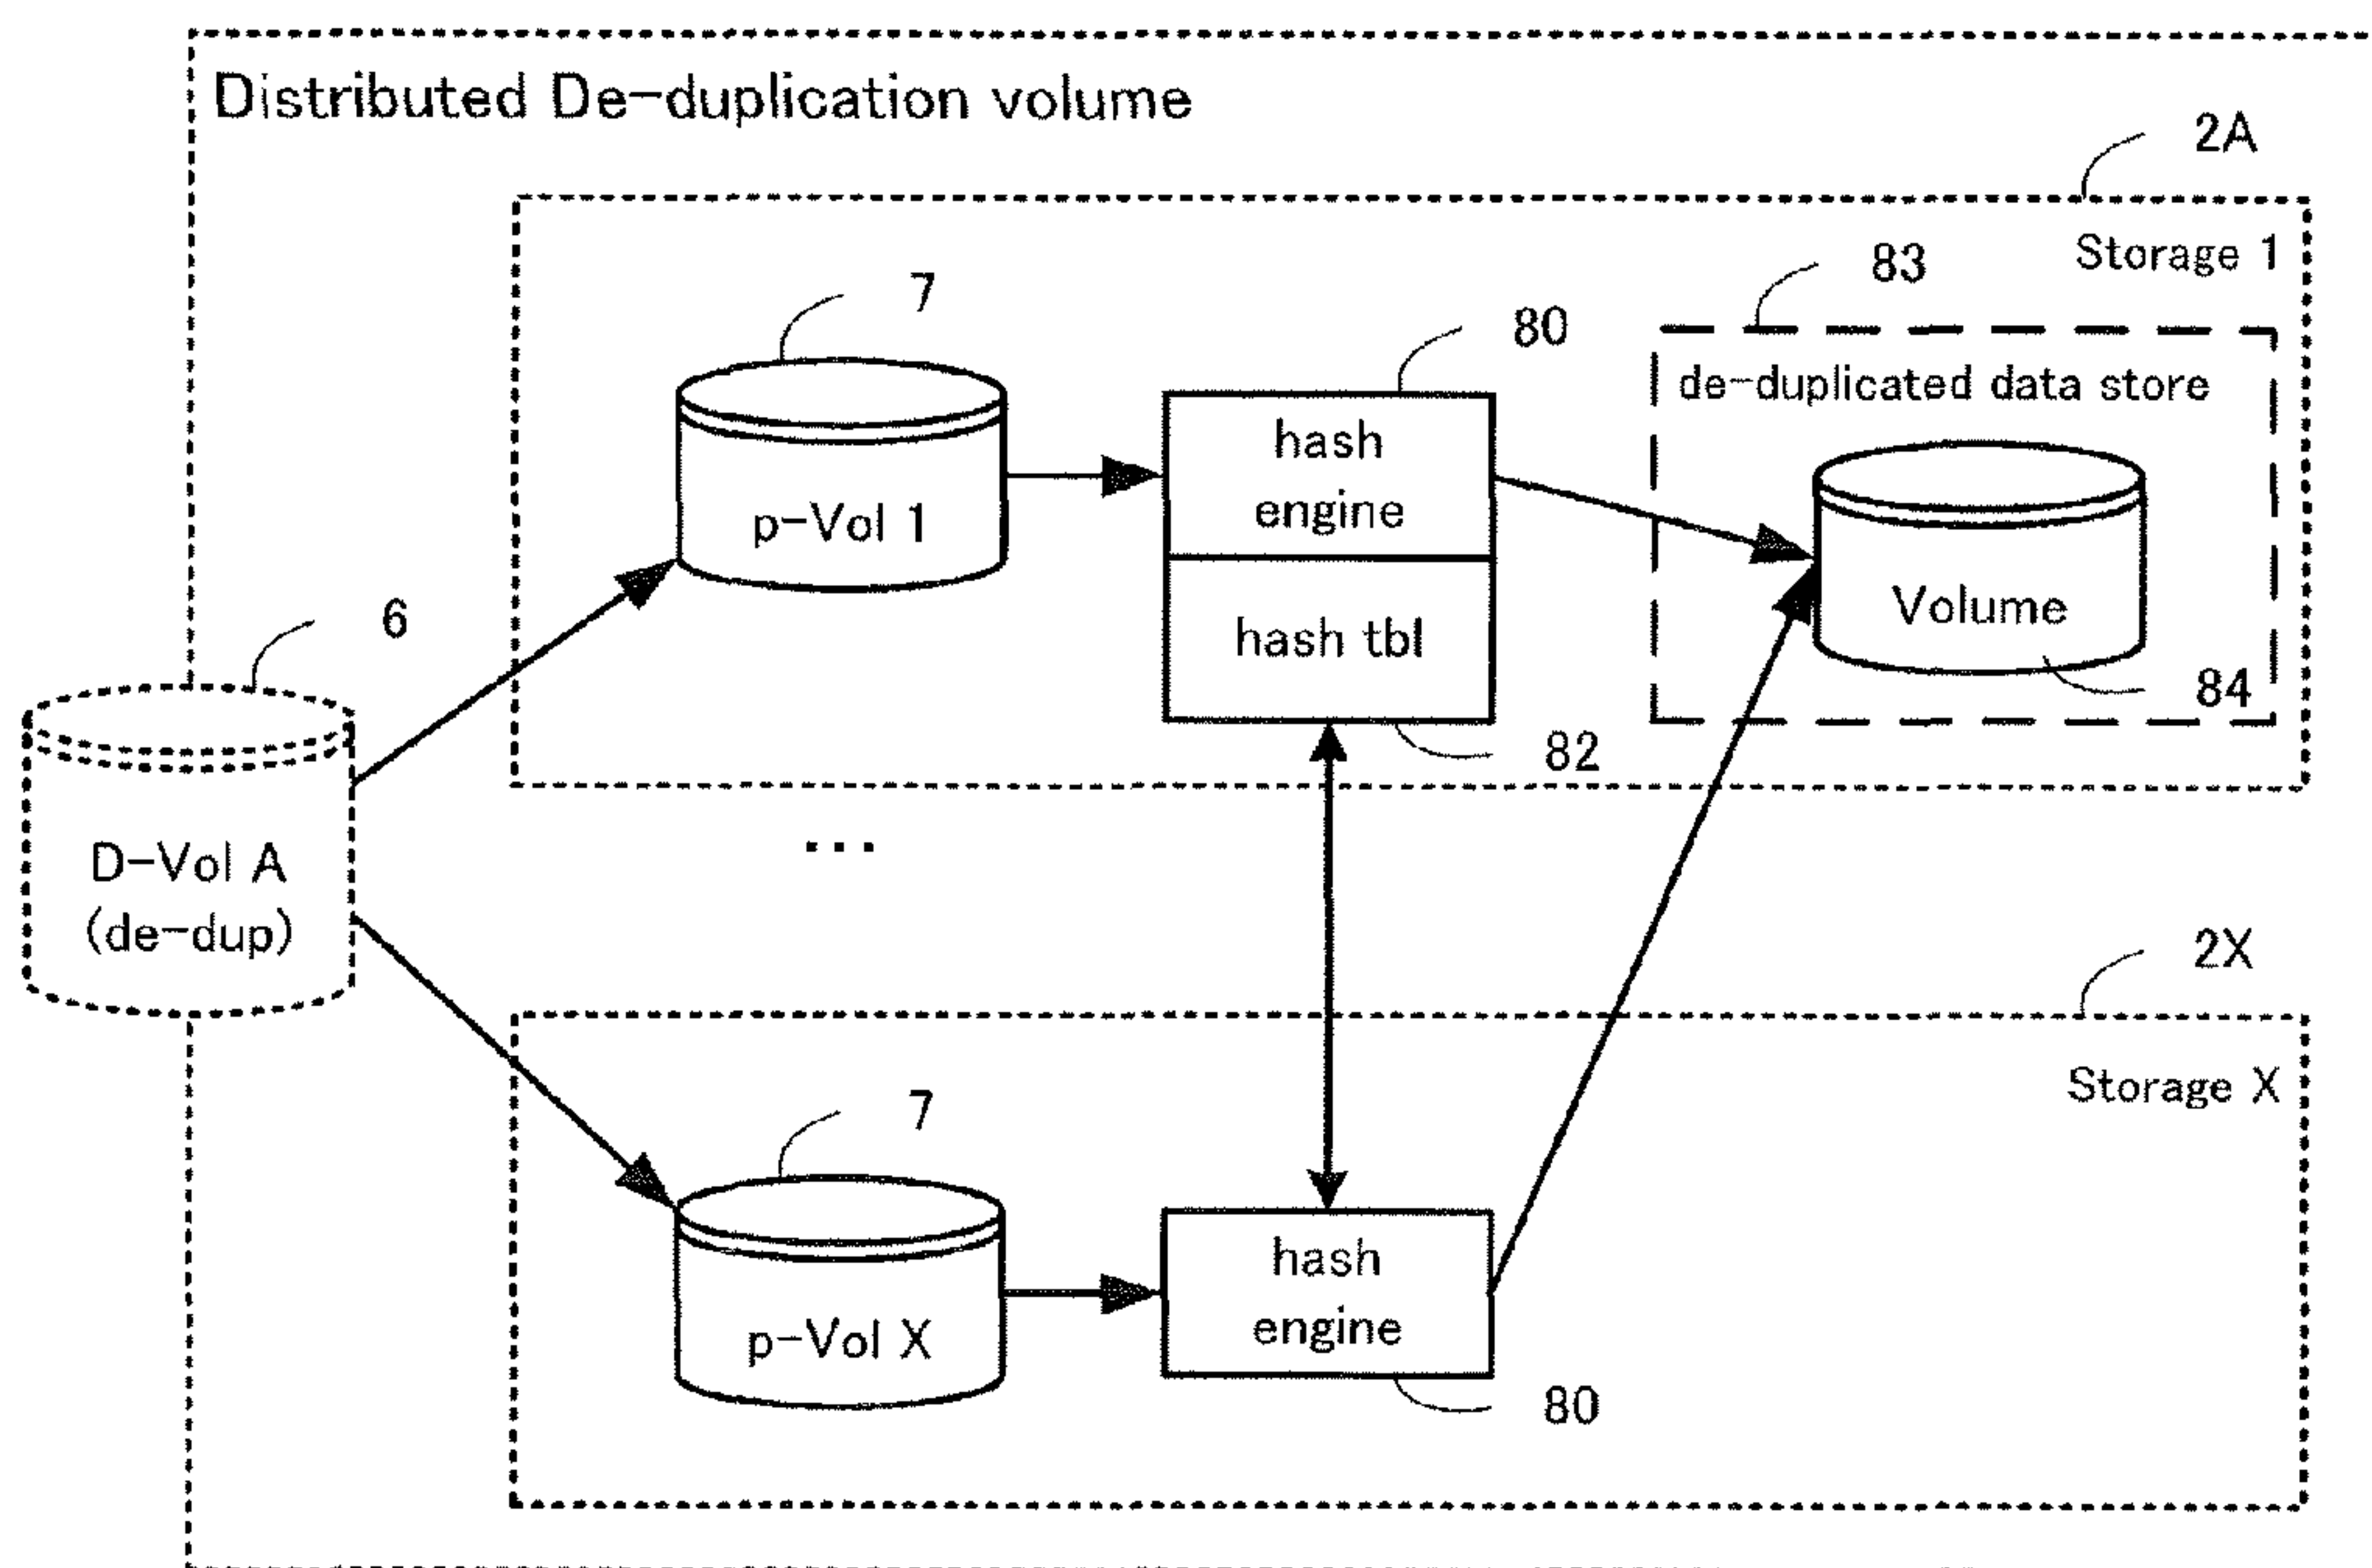 Distributed De-duplication volume
2A
Storage 1
83
7
80
de-duplicated data store
hash
engine
p-Vol 1
Volume
hash tbl
6
84
82
...
D-Vol A
(de-dup)
2X
Storage X
7
hash
engine
p-Vol X
80